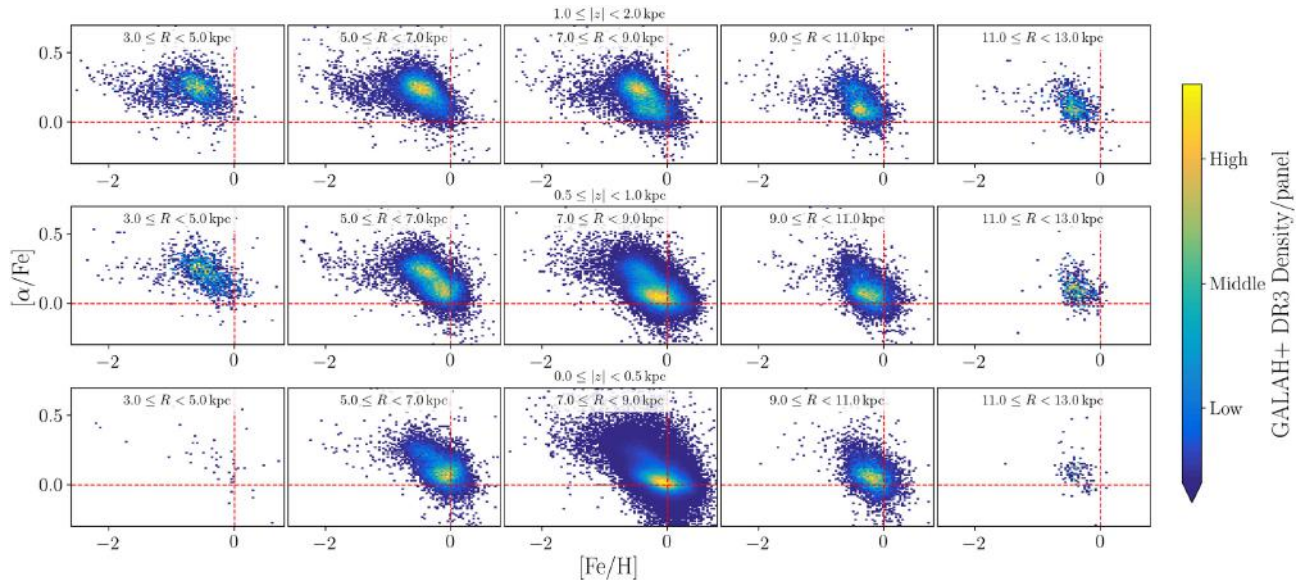 1.0 ≤ |z| < 2.0 kpc
3.0 ≤ R < 5.0 kpc
5.0 ≤ R < 7.0 kpc
7.0 ≤ R < 9.0 kpc
9.0 ≤ R < 11.0 kpc
11.0 ≤ R < 13.0 kpc
0.5
0.0
−2 0 −2 0 −2 0 −2 0 −2 0
0.5 ≤ |z| < 1.0 kpc
3.0 ≤ R < 5.0 kpc
5.0 ≤ R < 7.0 kpc
7.0 ≤ R < 9.0 kpc
9.0 ≤ R < 11.0 kpc
11.0 ≤ R < 13.0 kpc
0.5
0.0
[α/Fe]
−2 0 −2 0 −2 0 −2 0 −2 0
0.0 ≤ |z| < 0.5 kpc
3.0 ≤ R < 5.0 kpc
5.0 ≤ R < 7.0 kpc
7.0 ≤ R < 9.0 kpc
9.0 ≤ R < 11.0 kpc
11.0 ≤ R < 13.0 kpc
0.5
0.0
−2 0 −2 0 −2 0 −2 0 −2 0
[Fe/H]
High
Middle
Low
GALAH+ DR3 Density/panel